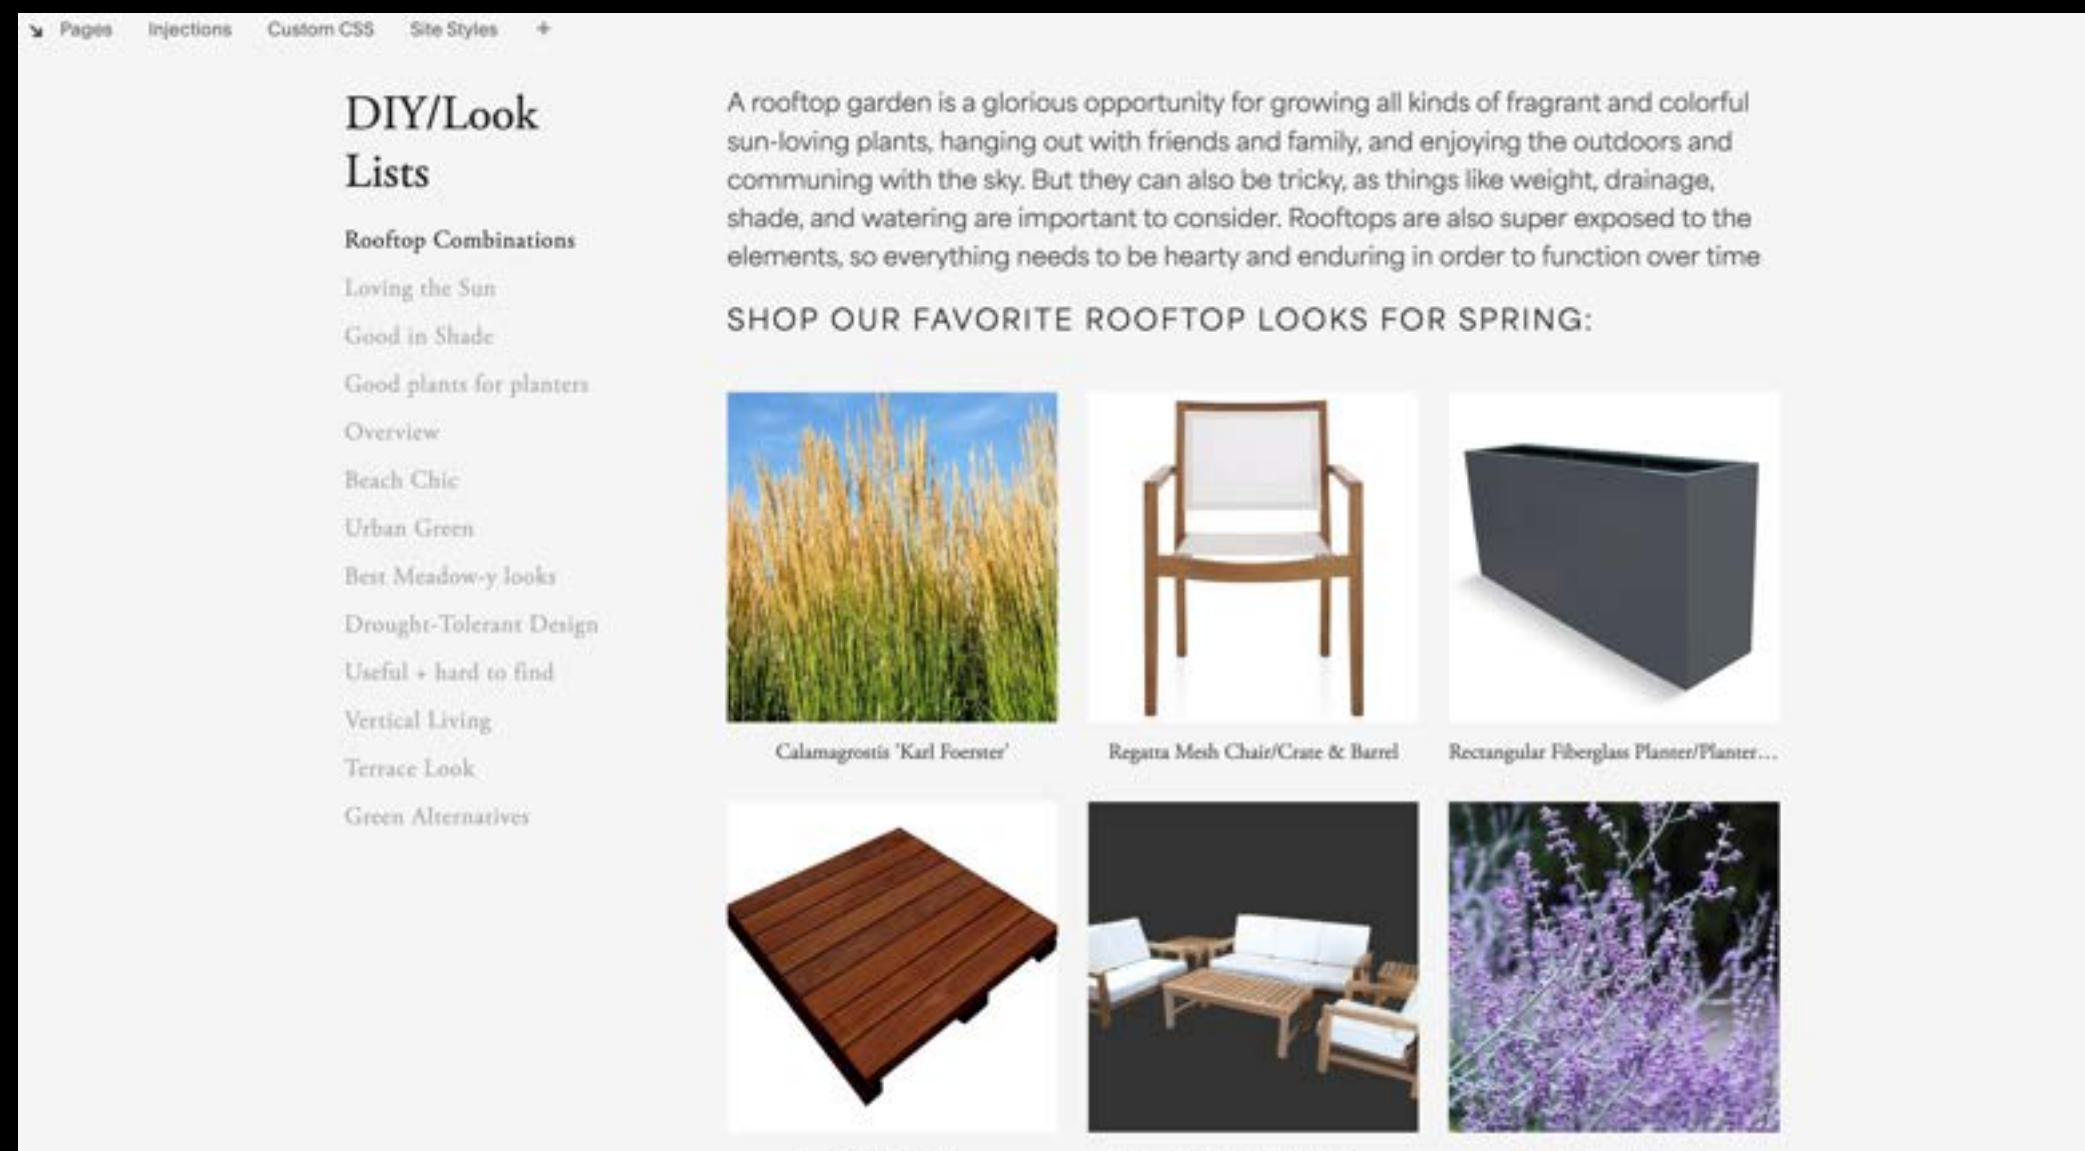 Pages Injections Custom CSS Site Styles +
DIY/Look
Lists
Rooftop Combinations
Loving the Sun
Good in Shade
Good plants for planters
Overview
Beach Chic
Urban Green
Best Meadow-y looks
Drought-Tolerant Design
Useful + hard to find
Vertical Living
Terrace Look
Green Alternatives
A rooftop garden is a glorious opportunity for growing all kinds of fragrant and colorful
sun-loving plants, hanging out with friends and family, and enjoying the outdoors and
communing with the sky. But they can also be tricky, as things like weight, drainage,
shade, and watering are important to consider. Rooftops are also super exposed to the
elements, so everything needs to be hearty and enduring in order to function over time
SHOP OUR FAVORITE ROOFTOP LOOKS FOR SPRING:
Calamagrostis 'Karl Foerster'
Regatta Mesh Chair/Crate & Barrel
Rectangular Fiberglass Planter/Planter...